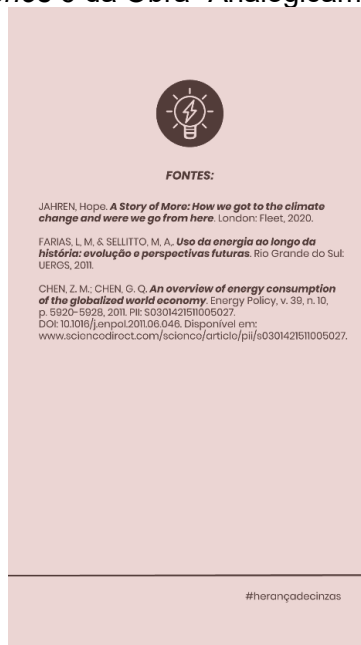 FONTES:
JAHREN, Hope. A Story of More: How we got to the climate
change and were we go from here. London: Fleet, 2020.
FARIAS, L, M, & SELLITTO, M, A,. Uso da energia ao longo da
história: evolução e perspectivas futuras. Rio Grande do Sul:
UERGS, 2011.
CHEN, Z. M.; CHEN, G. Q. An overview of energy consumption
of the globalized world economy. Energy Policy, v. 39, n. 10,
p. 5920-5928, 2011. PII: S0301421511005027.
DOI: 10.1016/j.enpol.2011.06.046. Disponível em:
www.sciencedirect.com/science/article/pii/s0301421511005027.
#herançadecinzas